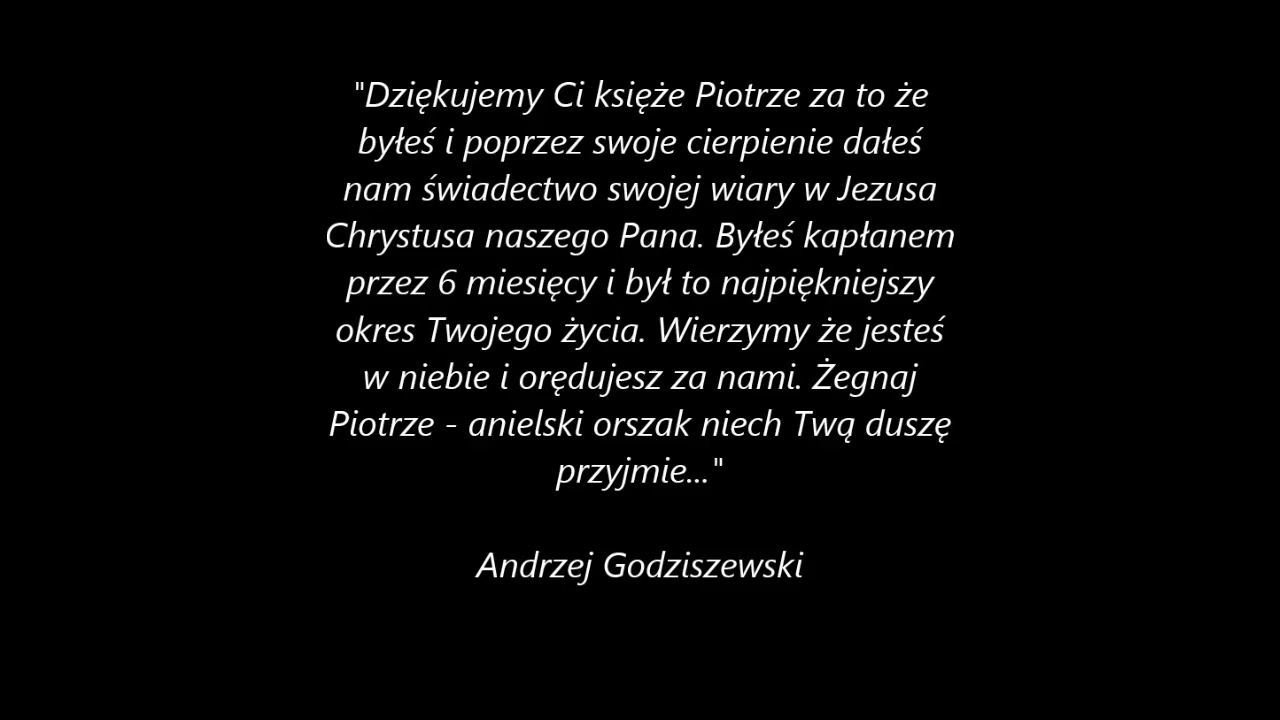 "Dziękujemy Ci księże Piotrze za to że
byłeś i poprzez swoje cierpienie dałeś
nam świadectwo swojej wiary w Jezusa
Chrystusa naszego Pana. Byłeś kapłanem
przez 6 miesięcy i był to najpiękniejszy
okres Twojego życia. Wierzymy że jesteś
w niebie i orędujesz za nami. Żegnaj
Piotrze - anielski orszak niech Twą duszę
przyjmie..."
Andrzej Godziszewski